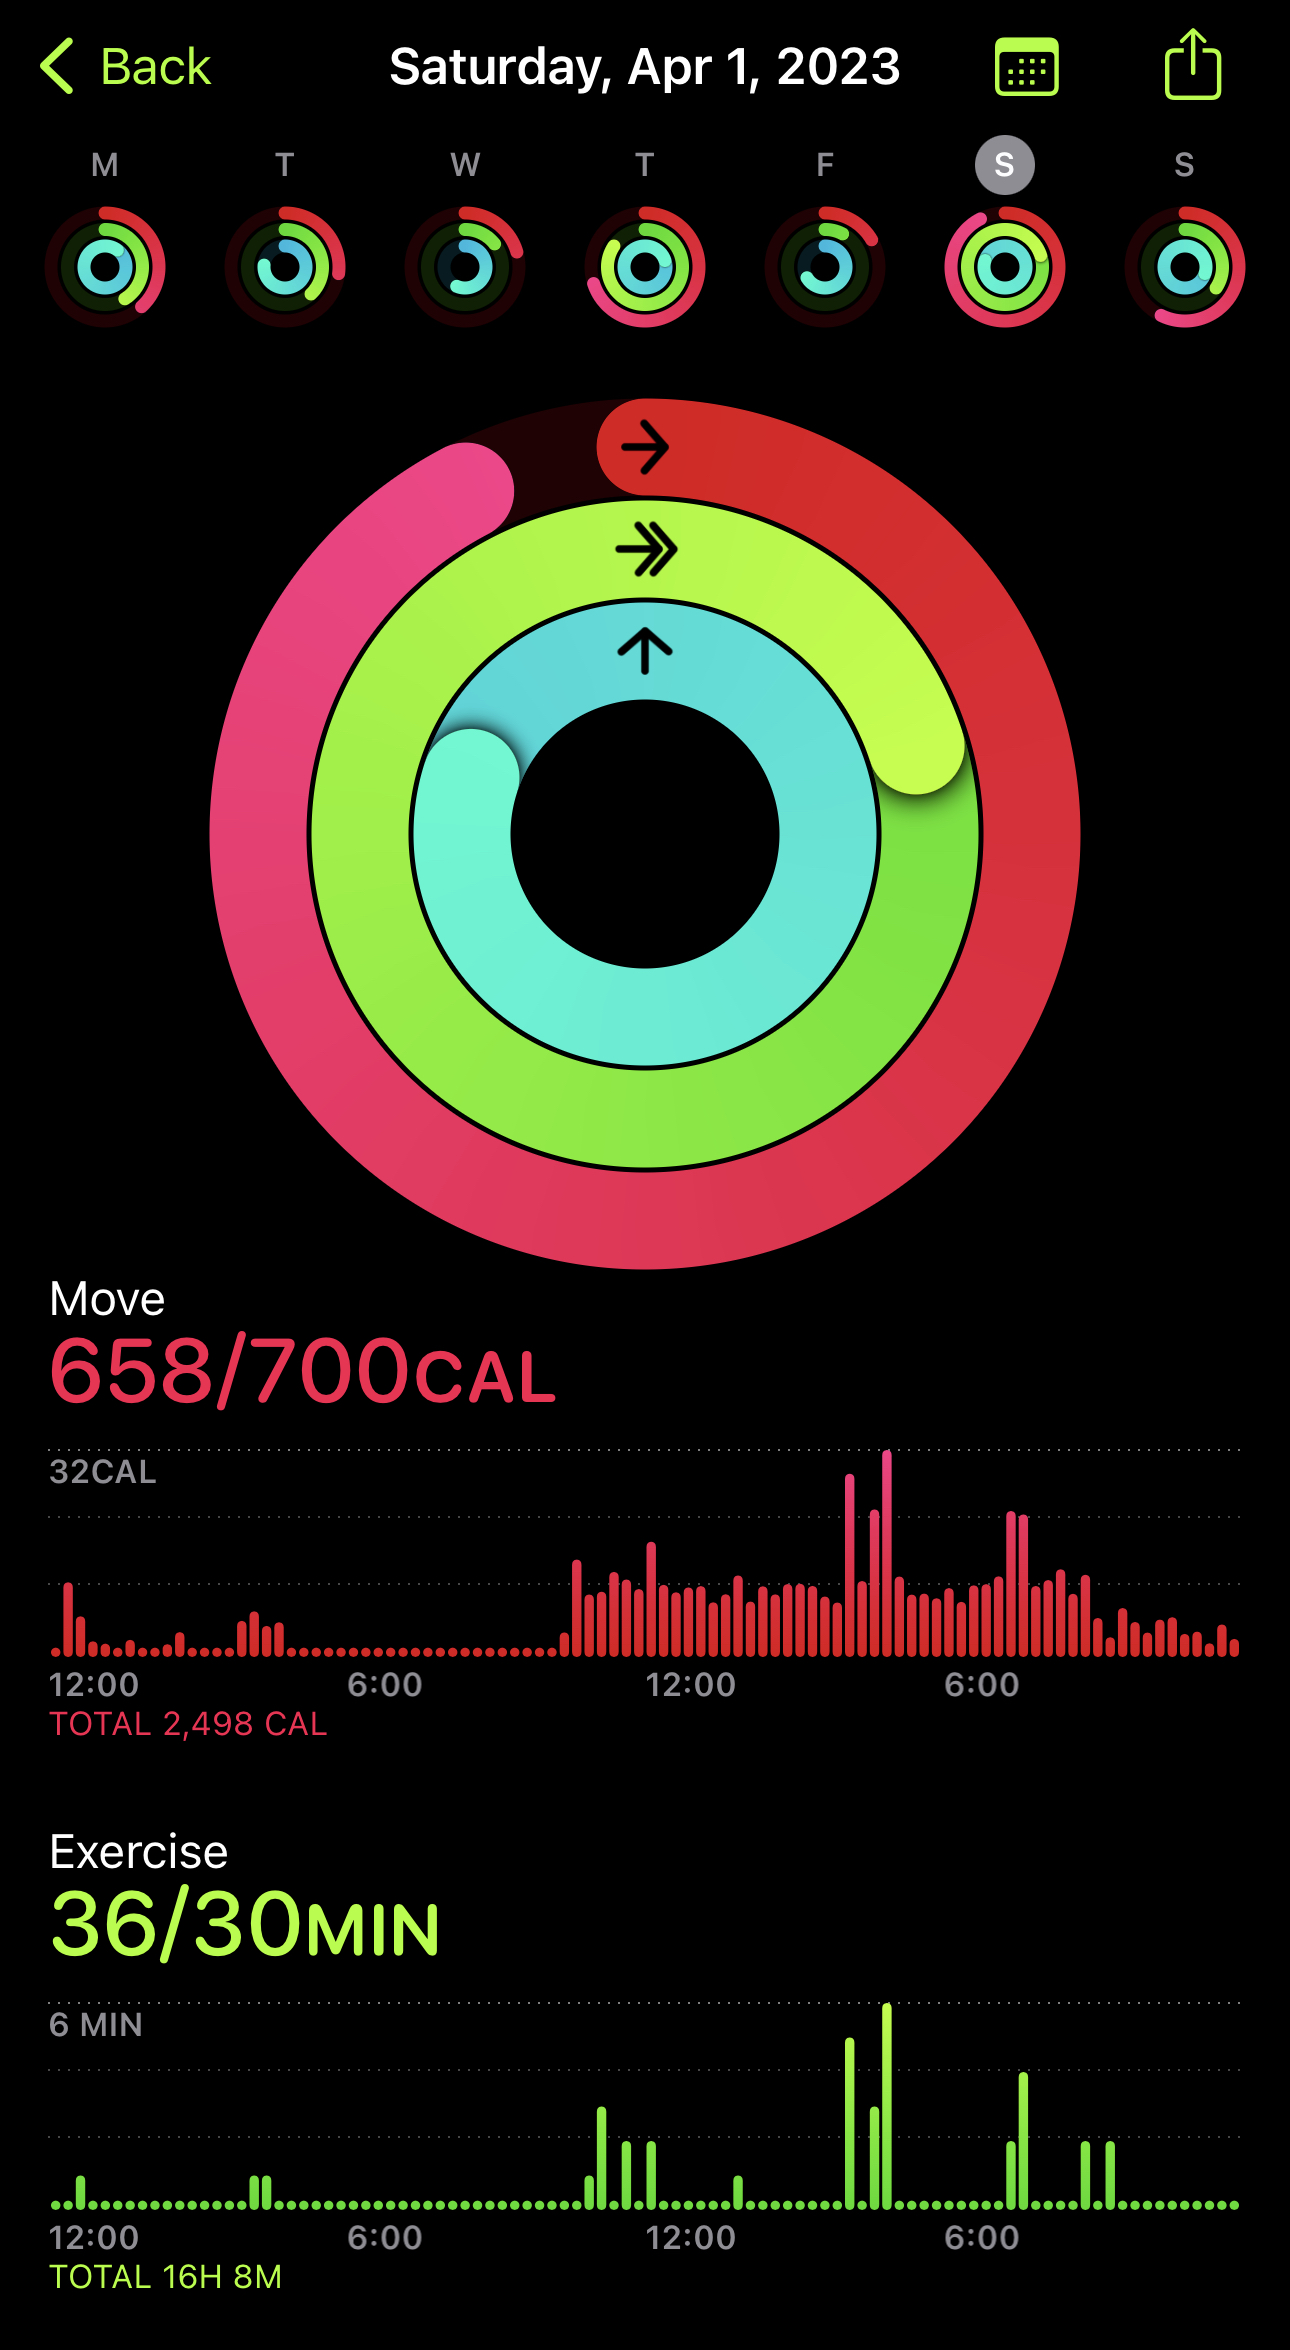 Back
Saturday, Apr 1, 2023
M T W T F S S
Move
658/700CAL
32CAL
12:00 6:00 12:00 6:00
TOTAL 2,498 CAL
Exercise
36/30MIN
6 MIN
12:00 6:00 12:00 6:00
TOTAL 16H 8M